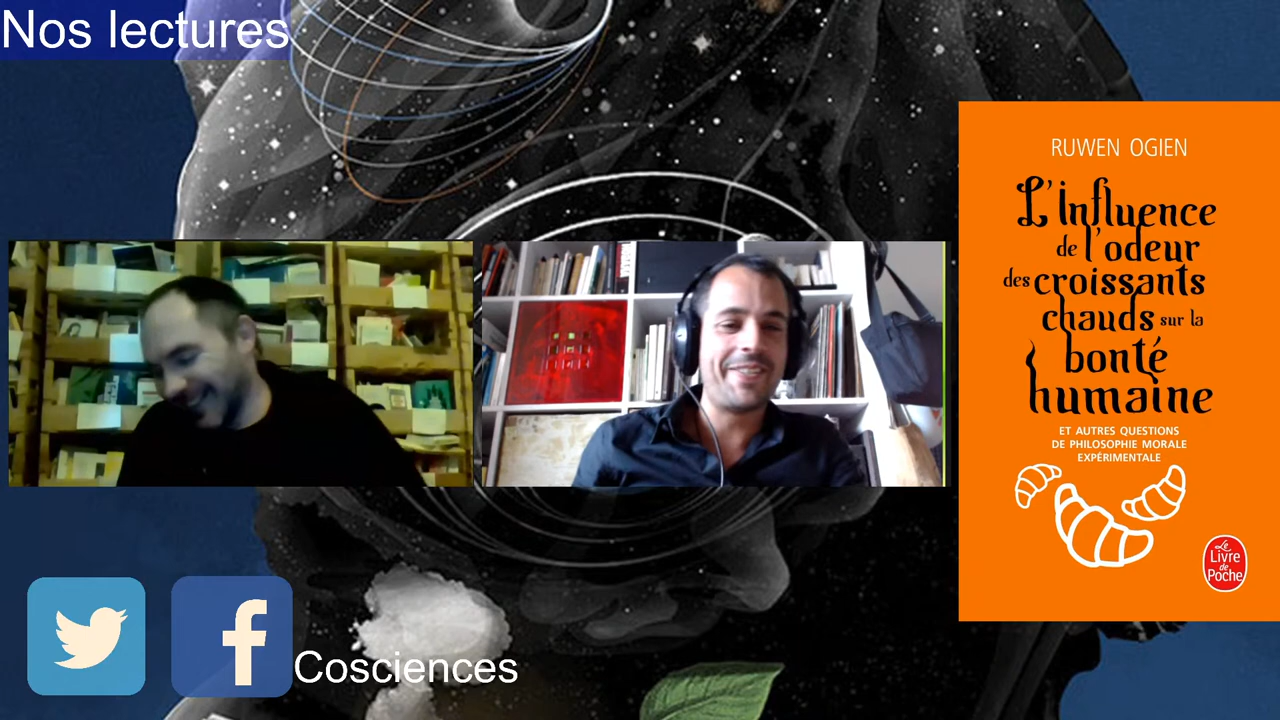 Nos lectures
RUWEN OGIEN
L'influence
de l'odeur
des croissants
chauds sur la
bonté
humaine
ET AUTRES QUESTIONS
DE PHILOSOPHIE MORALE
EXPÉRIMENTALE
Le
Livre
de
Poche
Cosciences